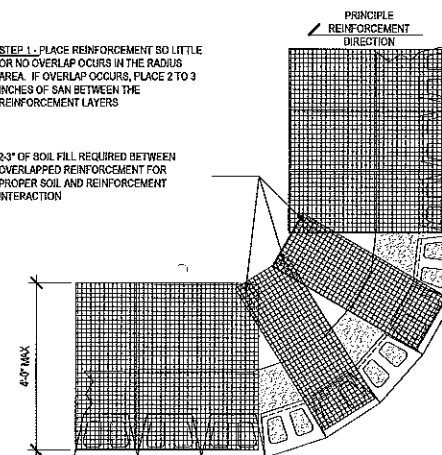 PRINCIPLE
REINFORCEMENT
DIRECTION
STEP 1 - PLACE REINFORCEMENT SO LITTLE
OR NO OVERLAP OCURS IN THE RADIUS
AREA. IF OVERLAP OCCURS, PLACE 2 TO 3
INCHES OF SAN BETWEEN THE
REINFORCEMENT LAYERS
2-3" OF SOIL FILL REQUIRED BETWEEN
OVERLAPPED REINFORCEMENT FOR
PROPER SOIL AND REINFORCEMENT
INTERACTION
4'-0" MAX